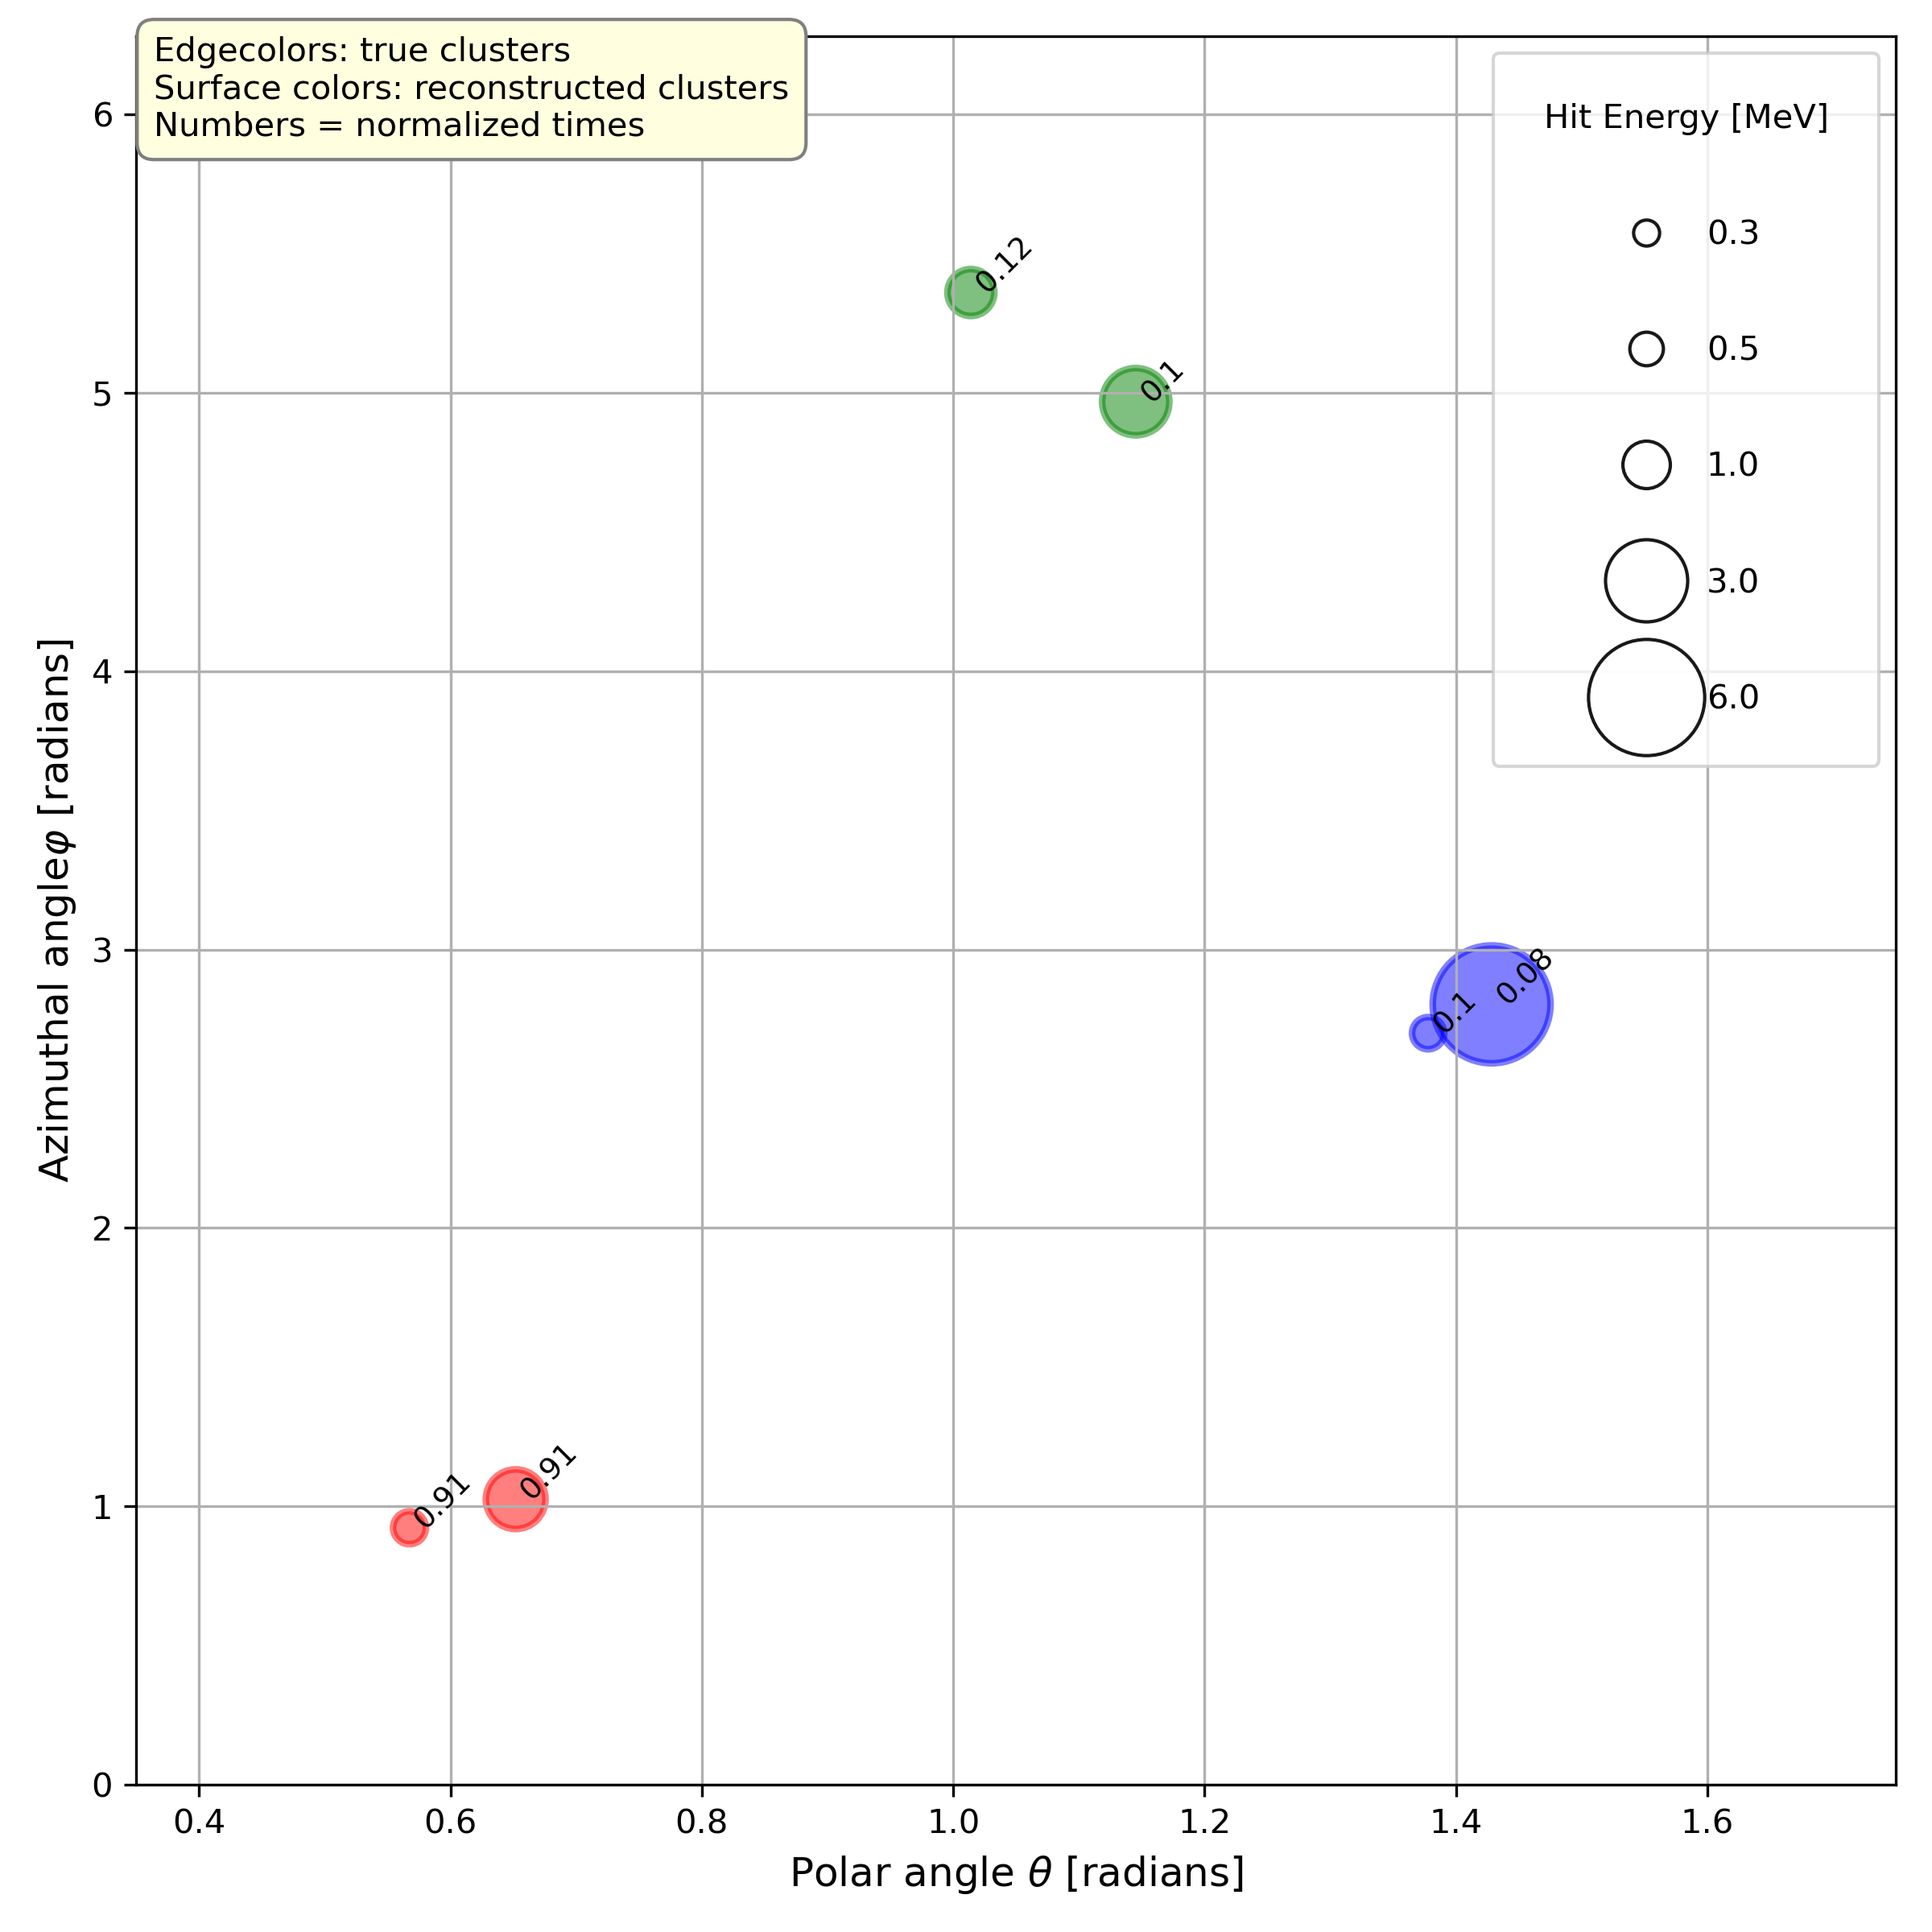 Edgecolors: true clusters
Surface colors: reconstructed clusters
Numbers = normalized times
Hit Energy [MeV]
0.3
0.5
1.0
3.0
6.0
0.12
0.1
0.08
0.1
0.91
0.91
6
5
4
3
2
1
0
Azimuthal angleφ [radians]
0.4 0.6 0.8 1.0 1.2 1.4 1.6
Polar angle θ [radians]